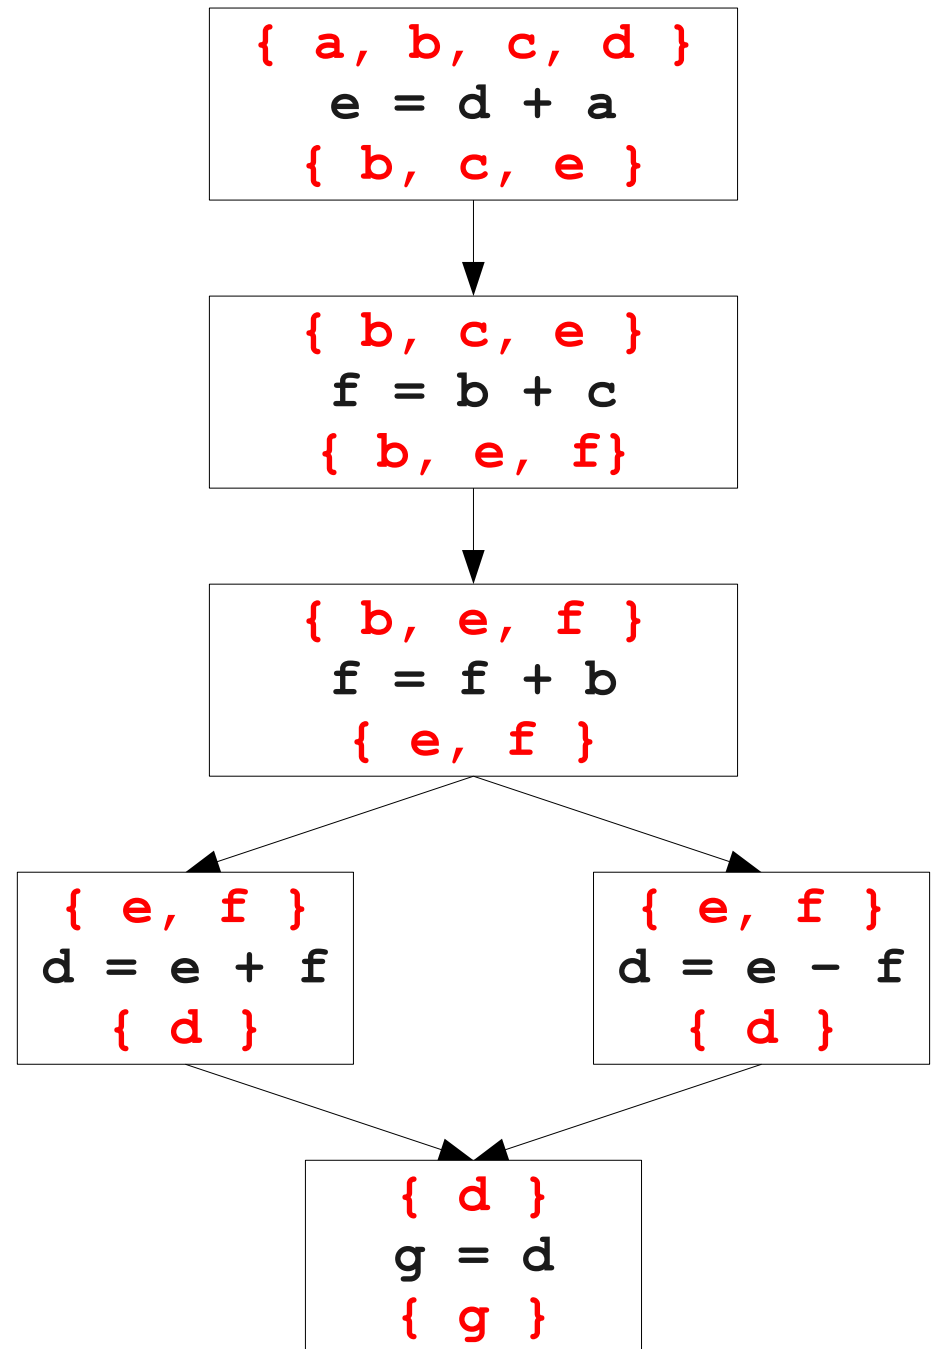 { a, b, c, d }
e = d + a
{ b, c, e }
{ b, c, e }
f = b + c
{ b, e, f}
{ b, e, f }
f = f + b
{ e, f }
{ e, f }
d = e + f
{ d }
{ e, f }
d = e - f
{ d }
{ d }
g = d
{ g }